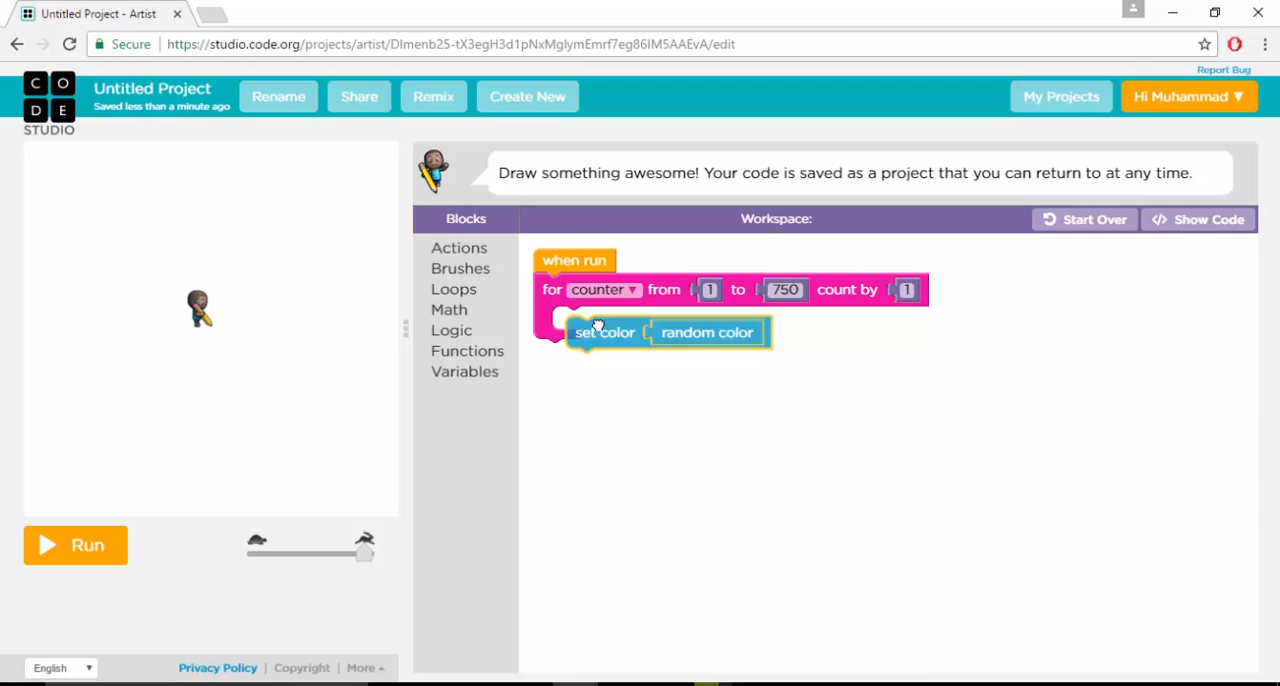 Untitled Project - Artist
Secure https://studio.code.org/projects/artist/DImenb25-tX3egH3d1pNxMglymEmrf7eg86IM5AAEvA/edit
Report Bug
CODE
STUDIO
Untitled Project
Saved less than a minute ago
Rename
Share
Remix
Create New
My Projects
Hi Muhammad ▼
Draw something awesome! Your code is saved as a project that you can return to at any time.
Blocks
Workspace:
Start Over
</> Show Code
Actions
Brushes
Loops
Math
Logic
Functions
Variables
when run
for counter ▼ from 1 to 750 count by 1
set color random color
Run
English ▼
Privacy Policy | Copyright | More